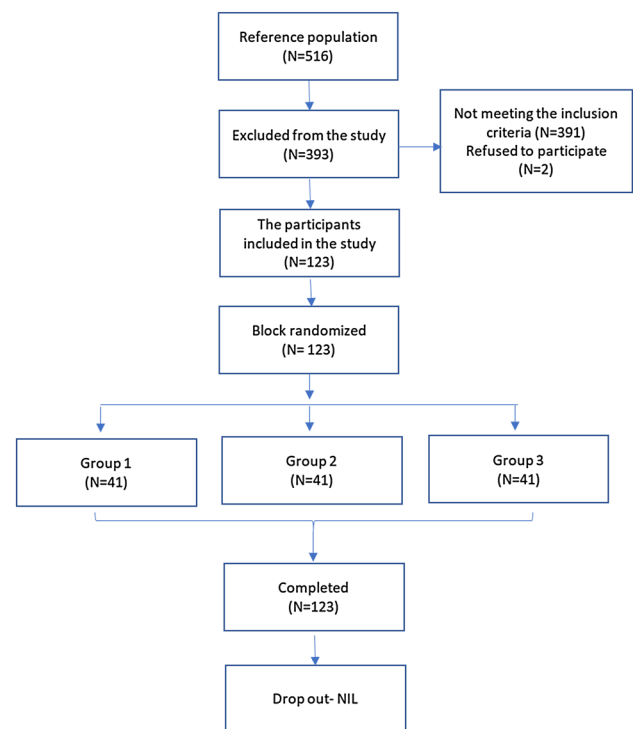 Reference population
(N=516)
Excluded from the study
(N=393)
Not meeting the inclusion
criteria (N=391)
Refused to participate
(N=2)
The participants
included in the study
(N=123)
Block randomized
(N= 123)
Group 1
(N=41)
Group 2
(N=41)
Group 3
(N=41)
Completed
(N=123)
Drop out- NIL